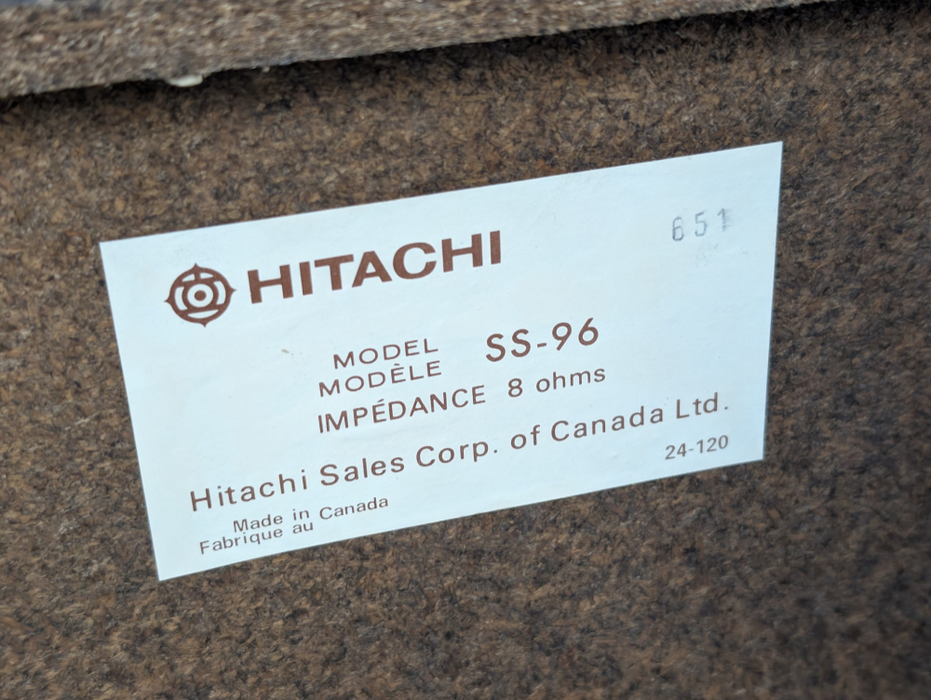 HITACHI
651
MODEL SS-96
MODÈLE
IMPÉDANCE 8 ohms
Hitachi Sales Corp. of Canada Ltd.
24-120
Made in Canada
Fabrique au